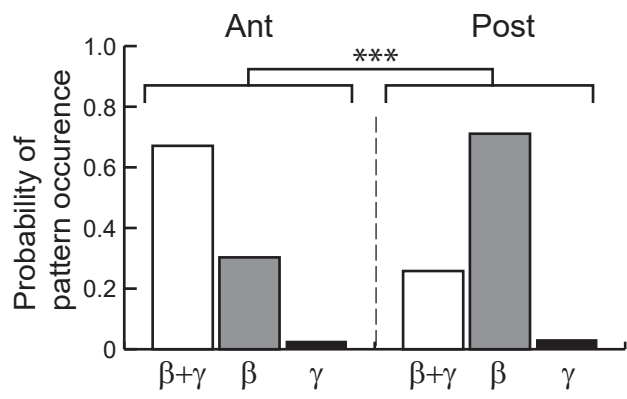 Ant Post
***
Probability of
pattern occurence
1.0
0.8
0.6
0.4
0.2
0
β+γ β γ β+γ β γ